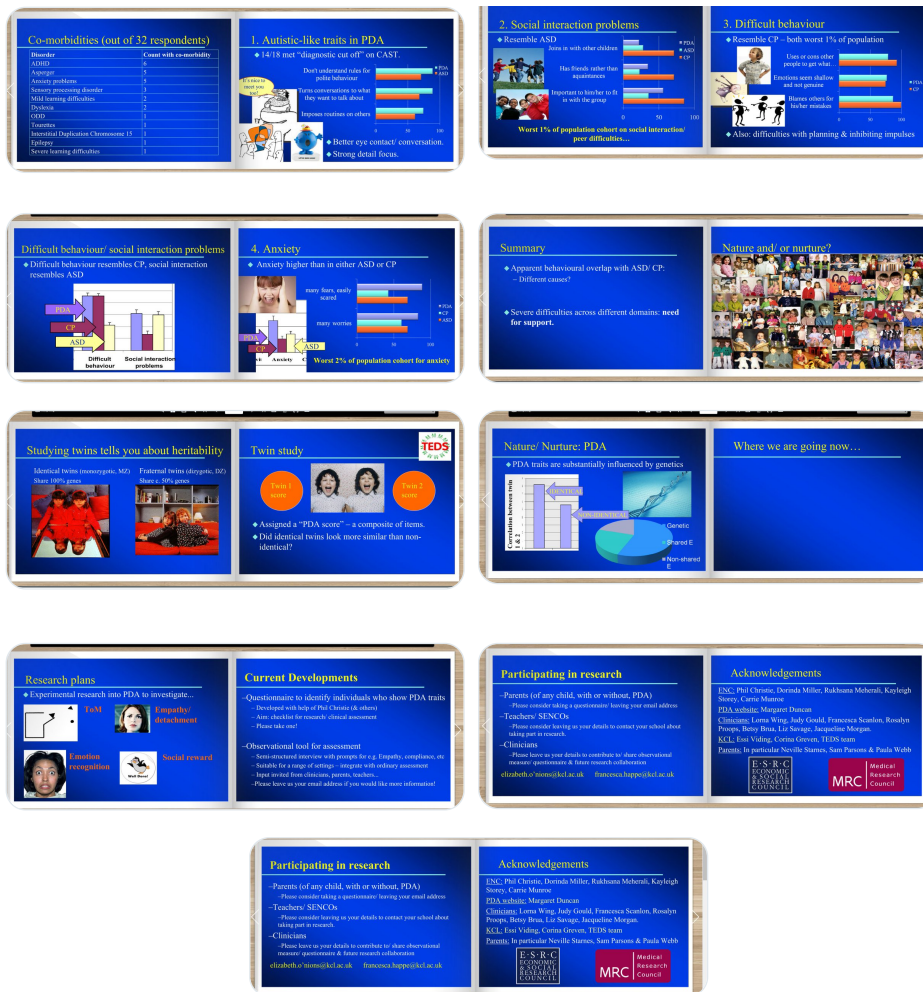 Co-morbidities (out of 32 respondents)
Disorder Count with co-morbidity
ADHD 6
Asperger 5
Anxiety problems 5
Sensory processing disorder 3
Mild learning difficulties 2
Dyslexia 2
ODD 1
Tourettes 1
Interstitial Duplication Chromosome 15 1
Epilepsy 1
Severe learning difficulties 1
1. Autistic-like traits in PDA
14/18 met "diagnostic cut off" on CAST.
It's nice to
meet you
too!
Don't understand rules for
polite behaviour
Turns conversations to what
they want to talk about
Imposes routines on others
PDA
ASD
0 50 100
Better eye contact/ conversation.
Strong detail focus.
2. Social interaction problems
Resemble ASD
Joins in with other children
Has friends rather than
aquaintances
Important to him/her to fit
in with the group
PDA
ASD
CP
0 50 100
Worst 1% of population cohort on social interaction/
peer difficulties…
3. Difficult behaviour
Resemble CP – both worst 1% of population
Uses or cons other
people to get what…
Emotions seem shallow
and not genuine
Blames others for
his/her mistakes
PDA
CP
0 50 100
Also: difficulties with planning & inhibiting impulses
Difficult behaviour/ social interaction problems
Difficult behaviour resembles CP, social interaction
resembles ASD
PDA
CP
ASD
Difficult
behaviour
Social interaction
problems
4. Anxiety
Anxiety higher than in either ASD or CP
many fears, easily
scared
many worries
PDA
CP
ASD
0 50 100
PDA
CP
ASD
Anxiety
Worst 2% of population cohort for anxiety
Summary
Apparent behavioural overlap with ASD/ CP:
– Different causes?
Severe difficulties across different domains: need
for support.
Nature and/ or nurture?
Studying twins tells you about heritability
Identical twins (monozygotic, MZ)
Share 100% genes
Fraternal twins (dizygotic, DZ)
Share c. 50% genes
Twin study
TEDS
Twin 1
score
Twin 2
score
Assigned a "PDA score" – a composite of items.
Did identical twins look more similar than non-
identical?
Nature/ Nurture: PDA
PDA traits are substantially influenced by genetics
Correlation between twin
1 & 2
IDENTICAL
NON-IDENTICAL
Genetic
Shared E
Non-shared
E
Where we are going now…
Research plans
Experimental research into PDA to investigate...
ToM
Empathy/
detachment
Emotion
recognition
Well Done!
Social reward
Current Developments
–Questionnaire to identify individuals who show PDA traits
– Developed with help of Phil Christie (& others)
– Aim: checklist for research/ clinical assessment
– Please take one!
–Observational tool for assessment
– Semi-structured interview with prompts for e.g. Empathy, compliance, etc
– Suitable for a range of settings – integrate with ordinary assessment
– Input invited from clinicians, parents, teachers...
–Please leave us your email address if you would like more information!
Participating in research
–Parents (of any child, with or without, PDA)
–Please consider taking a questionnaire/ leaving your email address
–Teachers/ SENCOs
–Please consider leaving us your details to contact your school about
taking part in research.
–Clinicians
–Please leave us your details to contribute to/ share observational
measure/ questionnaire & future research collaboration
elizabeth.o'nions@kcl.ac.uk francesca.happe@kcl.ac.uk
Acknowledgements
ENC: Phil Christie, Dorinda Miller, Rukhsana Meherali, Kayleigh
Storey, Carrie Munroe
PDA website: Margaret Duncan
Clinicians: Lorna Wing, Judy Gould, Francesca Scanlon, Rosalyn
Proops, Betsy Brua, Liz Savage, Jacqueline Morgan.
KCL: Essi Viding, Corina Greven, TEDS team
Parents: In particular Neville Starnes, Sam Parsons & Paula Webb
E·S·R·C
ECONOMIC
& SOCIAL
RESEARCH
COUNCIL
MRC Medical
Research
Council
Participating in research
–Parents (of any child, with or without, PDA)
–Please consider taking a questionnaire/ leaving your email address
–Teachers/ SENCOs
–Please consider leaving us your details to contact your school about
taking part in research.
–Clinicians
–Please leave us your details to contribute to/ share observational
measure/ questionnaire & future research collaboration
elizabeth.o'nions@kcl.ac.uk francesca.happe@kcl.ac.uk
Acknowledgements
ENC: Phil Christie, Dorinda Miller, Rukhsana Meherali, Kayleigh
Storey, Carrie Munroe
PDA website: Margaret Duncan
Clinicians: Lorna Wing, Judy Gould, Francesca Scanlon, Rosalyn
Proops, Betsy Brua, Liz Savage, Jacqueline Morgan.
KCL: Essi Viding, Corina Greven, TEDS team
Parents: In particular Neville Starnes, Sam Parsons & Paula Webb
E·S·R·C
ECONOMIC
& SOCIAL
RESEARCH
COUNCIL
MRC Medical
Research
Council